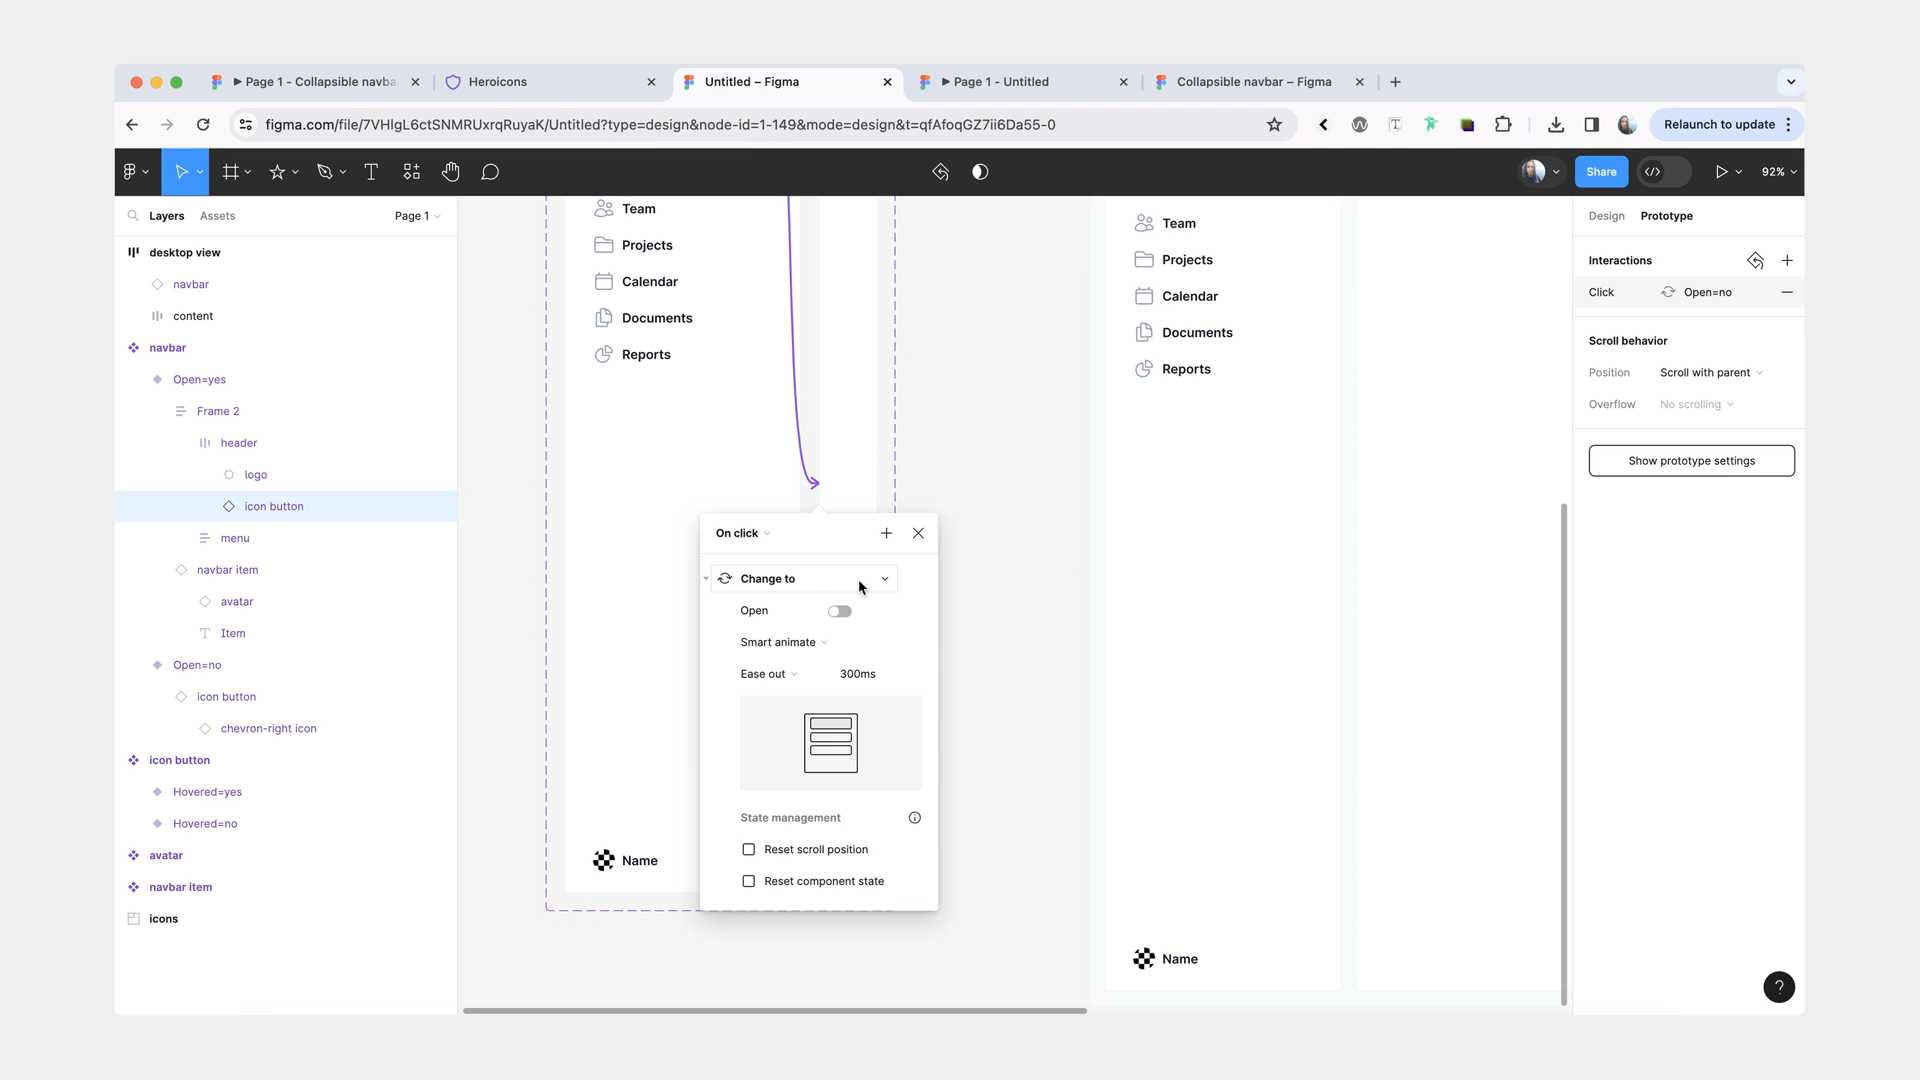 Page 1 - Collapsible navba
Heroicons
Untitled – Figma
Page 1 - Untitled
Collapsible navbar – Figma
figma.com/file/7VHlgL6ctSNMRUxrqRuyaK/Untitled?type=design&node-id=1-149&mode=design&t=qfAfoqGZ7ii6Da55-0
Relaunch to update
Share
92%
Layers
Assets
Page 1
desktop view
navbar
content
navbar
Open=yes
Frame 2
header
logo
icon button
menu
navbar item
avatar
Item
Open=no
icon button
chevron-right icon
icon button
Hovered=yes
Hovered=no
avatar
navbar item
icons
Team
Projects
Calendar
Documents
Reports
Name
On click
Change to
Open
Smart animate
Ease out
300ms
State management
Reset scroll position
Reset component state
Team
Projects
Calendar
Documents
Reports
Name
Design
Prototype
Interactions
Click
Open=no
Scroll behavior
Position
Scroll with parent
Overflow
No scrolling
Show prototype settings
?